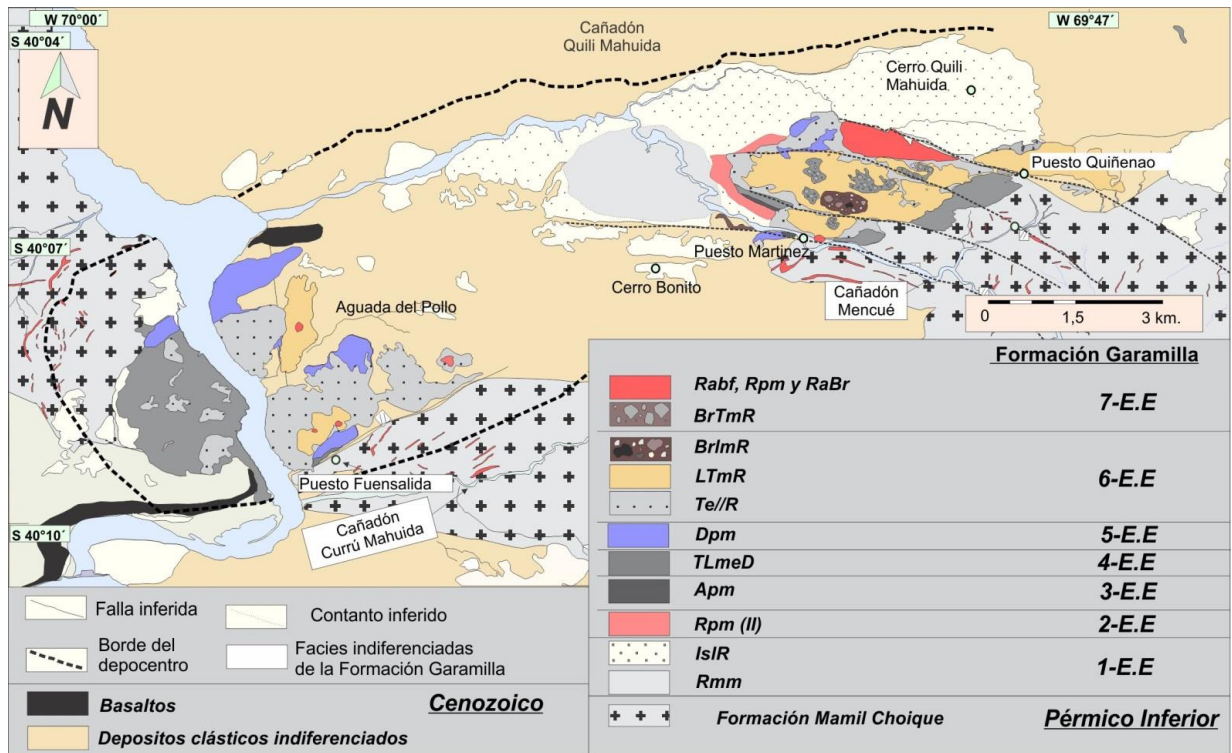 W 70°00´
W 69°47´
S 40°04´
Cañadón
Quili Mahuida
Cerro Quili
Mahuida
N
Puesto Quiñenao
S 40°07´
Puesto Martinez
Cerro Bonito
Cañadón
Mencué
Aguada del Pollo
0 1,5 3 km.
Puesto Fuensalida
Cañadón
Currú Mahuida
S 40°10´
Falla inferida
Contanto inferido
Borde del
depocentro
Facies indiferenciadas
de la Formación Garamilla
Basaltos
Cenozoico
Depositos clásticos indiferenciados
Formación Garamilla
Rabf, Rpm y RaBr
7-E.E
BrTmR
BrImR
LTmR
6-E.E
Te//R
Dpm
5-E.E
TLmeD
4-E.E
Apm
3-E.E
Rpm (II)
2-E.E
IsIR
1-E.E
Rmm
Formación Mamil Choique
Pérmico Inferior